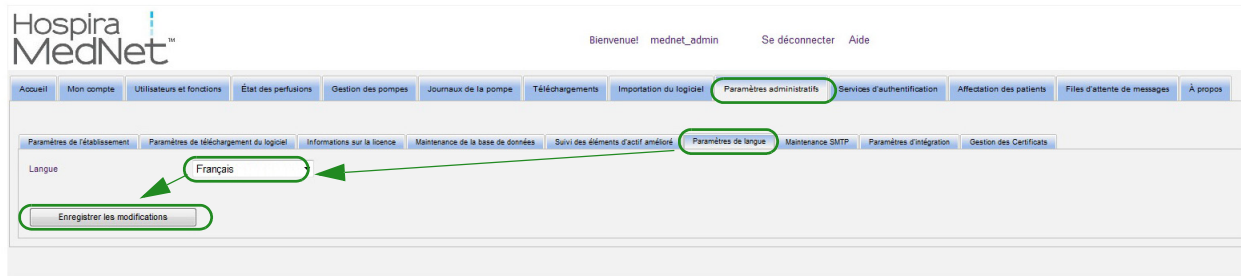 Hospira
MedNet™
Bienvenue! mednet_admin Se déconnecter Aide
Accueil Mon compte Utilisateurs et fonctions État des perfusions Gestion des pompes Journaux de la pompe Téléchargements Importation du logiciel Paramètres administratifs Services d'authentification Affectation des patients Files d'attente de messages À propos
Paramètres de l'établissement Paramètres de téléchargement du logiciel Informations sur la licence Maintenance de la base de données Suivi des éléments d'actif amélioré Paramètres de langue Maintenance SMTP Paramètres d'intégration Gestion des Certificats
Langue Français
Enregistrer les modifications